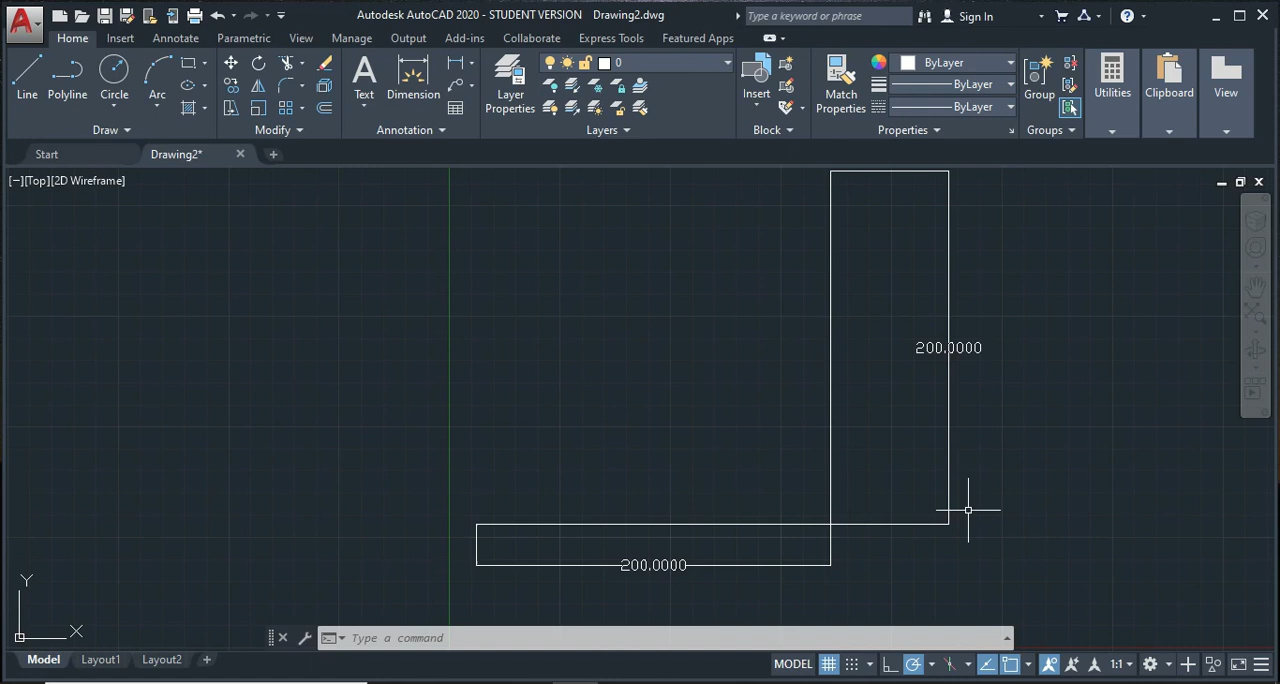 A Autodesk AutoCAD 2020 - STUDENT VERSION Drawing2.dwg Type a keyword or phrase Sign In ?
Home Insert Annotate Parametric View Manage Output Add-ins Collaborate Express Tools Featured Apps
0 ByLayer
ByLayer
ByLayer
Line Polyline Circle Arc A Text Dimension Layer Properties Insert Match Properties Group Utilities Clipboard View
Draw Modify Annotation Layers Block Properties Groups
Start Drawing2*
[−][Top][2D Wireframe]
200.0000
200.0000
Y
X
Type a command
Model Layout1 Layout2 + MODEL 1:1